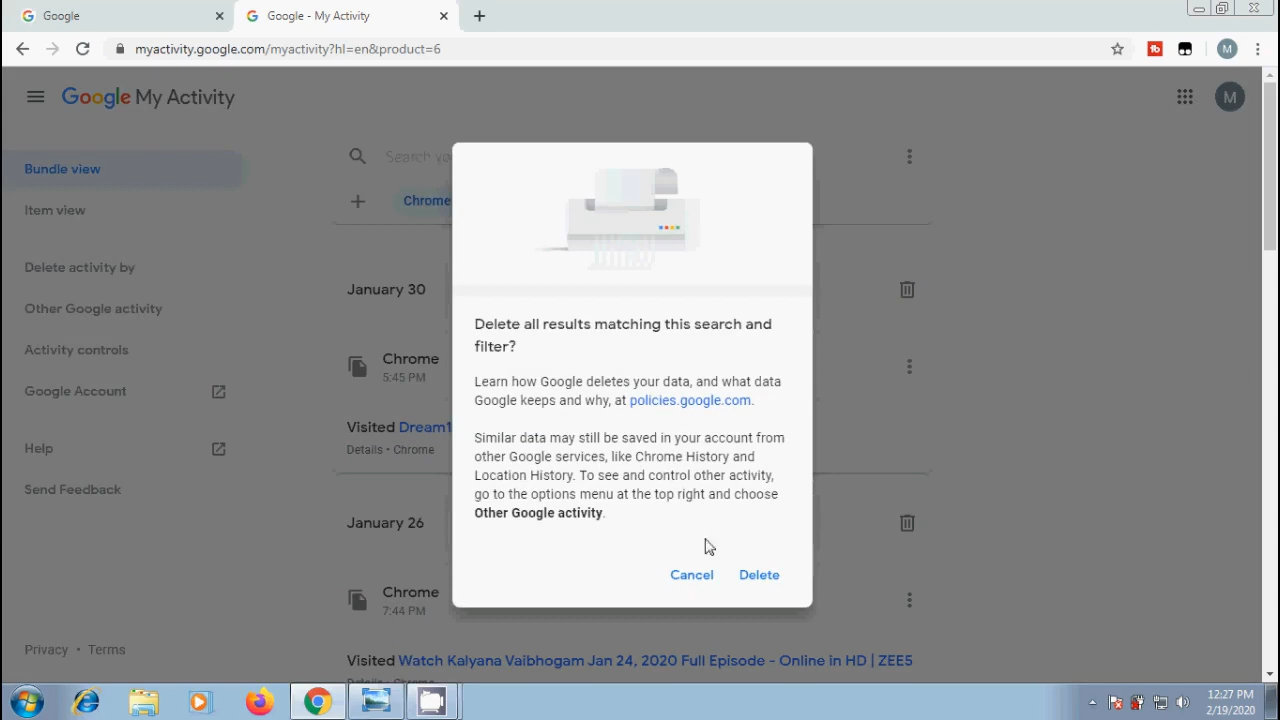 Google
Google - My Activity
myactivity.google.com/myactivity?hl=en&product=6
M
Google My Activity
M
Bundle view
Item view
Delete activity by
Other Google activity
Activity controls
Google Account
Help
Send Feedback
Privacy • Terms
Search yo
Chrome
January 30
Chrome
5:45 PM
Visited Dream1
Details • Chrome
January 26
Chrome
7:44 PM
Visited Watch Kalyana Vaibhogam Jan 24, 2020 Full Episode - Online in HD | ZEE5
Delete all results matching this search and
filter?
Learn how Google deletes your data, and what data
Google keeps and why, at policies.google.com.
Similar data may still be saved in your account from
other Google services, like Chrome History and
Location History. To see and control other activity,
go to the options menu at the top right and choose
Other Google activity.
Cancel Delete
12:27 PM
2/19/2020